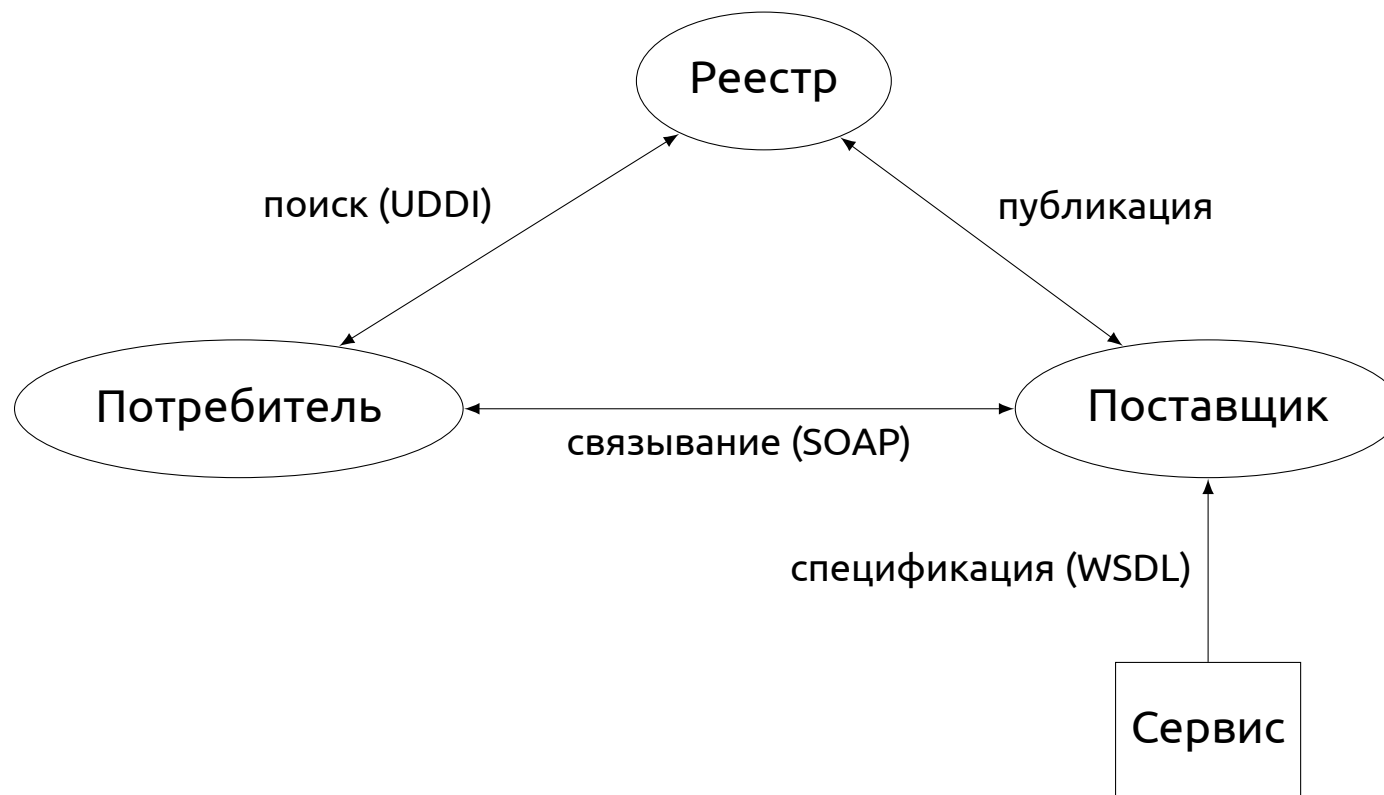 Реестр
поиск (UDDI)
публикация
Потребитель
Поставщик
связывание (SOAP)
спецификация (WSDL)
Сервис